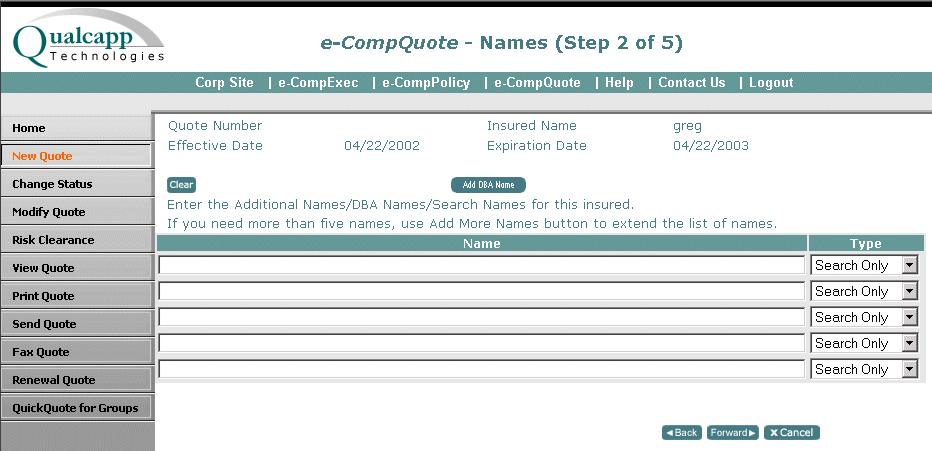 Qualcapp
Technologies
e-CompQuote - Names (Step 2 of 5)
Corp Site | e-CompExec | e-CompPolicy | e-CompQuote | Help | Contact Us | Logout
Home
New Quote
Change Status
Modify Quote
Risk Clearance
View Quote
Print Quote
Send Quote
Fax Quote
Renewal Quote
QuickQuote for Groups
Quote Number Insured Name greg
Effective Date 04/22/2002 Expiration Date 04/22/2003
Clear Add DBA Name
Enter the Additional Names/DBA Names/Search Names for this insured.
If you need more than five names, use Add More Names button to extend the list of names.
Name Type
Search Only
Search Only
Search Only
Search Only
Search Only
Back Forward X Cancel